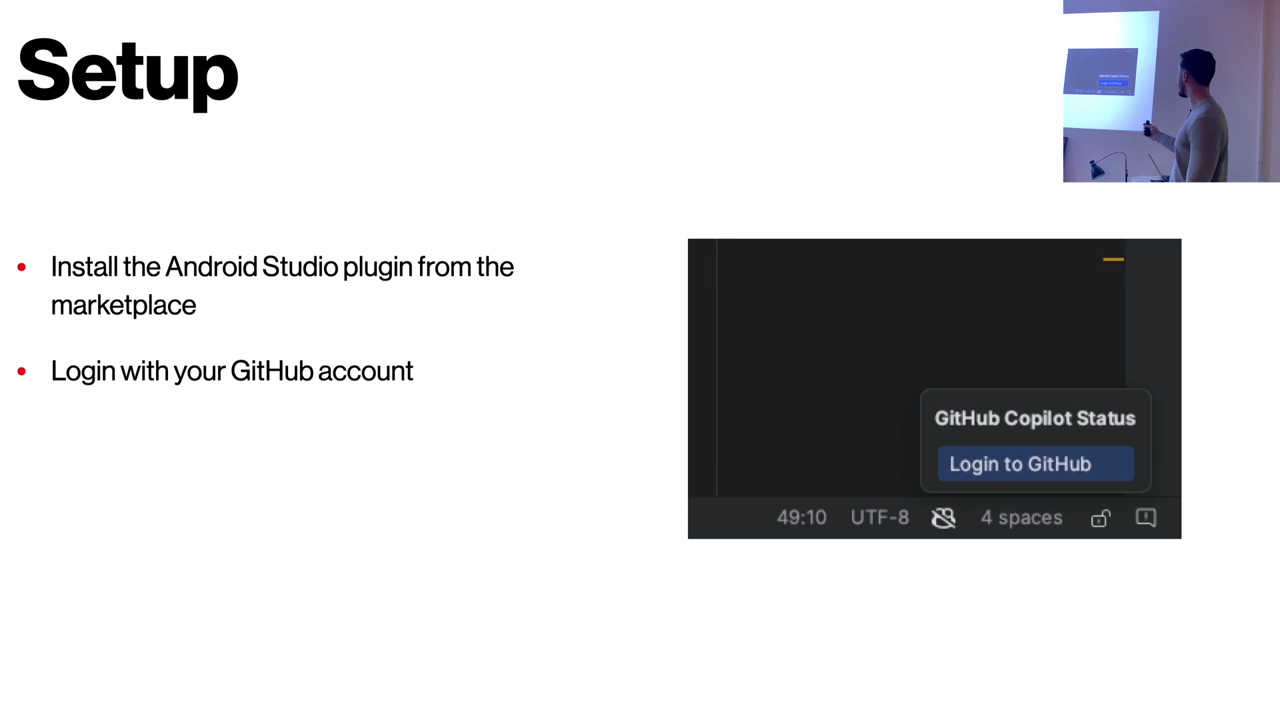 Setup
Install the Android Studio plugin from the
marketplace
Login with your GitHub account
GitHub Copilot Status
Login to GitHub
49:10 UTF-8 4 spaces